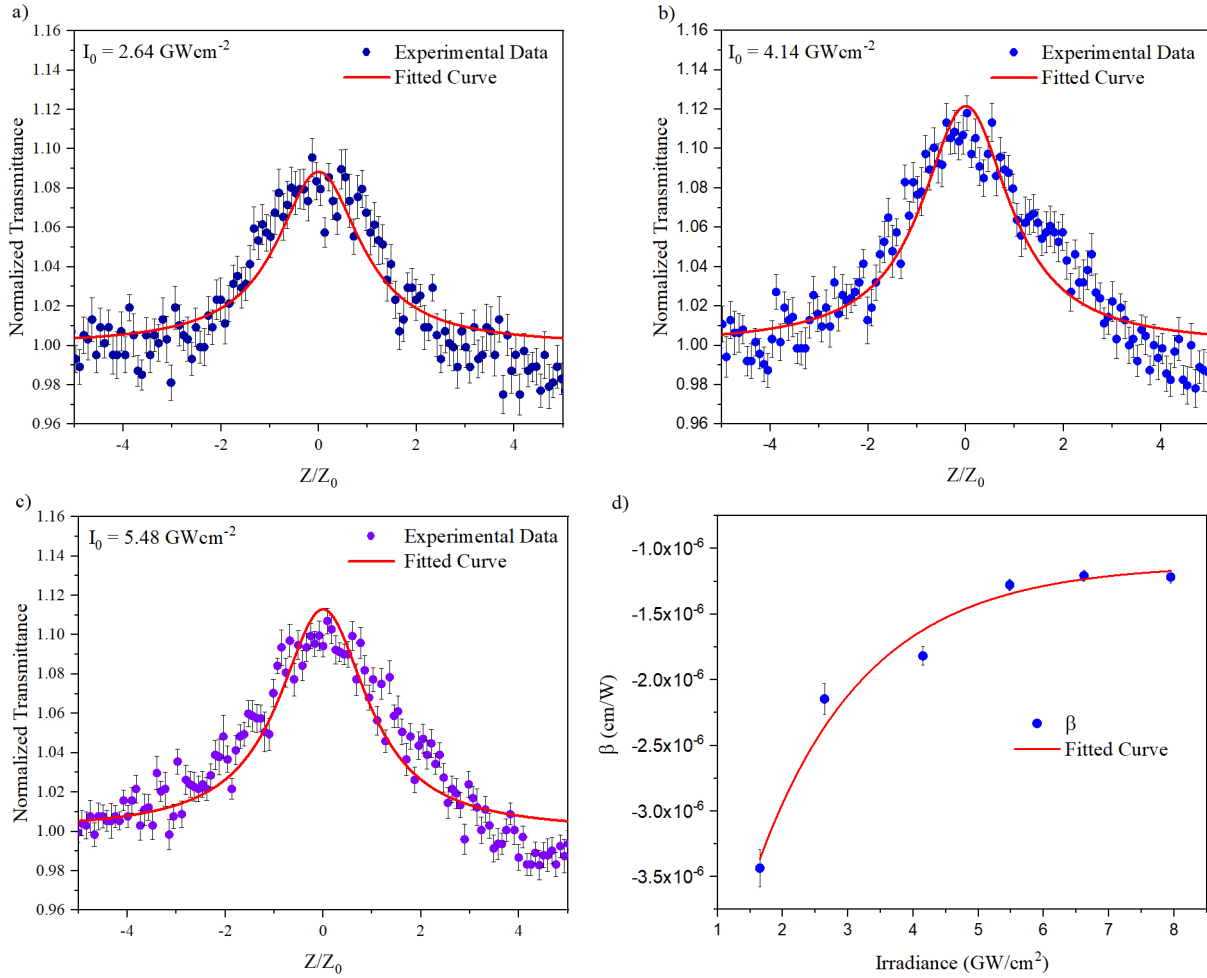 a)
I₀ = 2.64 GWcm⁻²
Experimental Data
Fitted Curve
Normalized Transmittance
1.16
1.14
1.12
1.10
1.08
1.06
1.04
1.02
1.00
0.98
0.96
-4
-2
0
2
4
Z/Z₀
b)
I₀ = 4.14 GWcm⁻²
Experimental Data
Fitted Curve
Normalized Transmittance
1.16
1.14
1.12
1.10
1.08
1.06
1.04
1.02
1.00
0.98
0.96
-4
-2
0
2
4
Z/Z₀
c)
I₀ = 5.48 GWcm⁻²
Experimental Data
Fitted Curve
Normalized Transmittance
1.16
1.14
1.12
1.10
1.08
1.06
1.04
1.02
1.00
0.98
0.96
-4
-2
0
2
4
Z/Z₀
d)
β (cm/W)
-1.0x10⁻⁶
-1.5x10⁻⁶
-2.0x10⁻⁶
-2.5x10⁻⁶
-3.0x10⁻⁶
-3.5x10⁻⁶
β
Fitted Curve
1
2
3
4
5
6
7
8
Irradiance (GW/cm²)